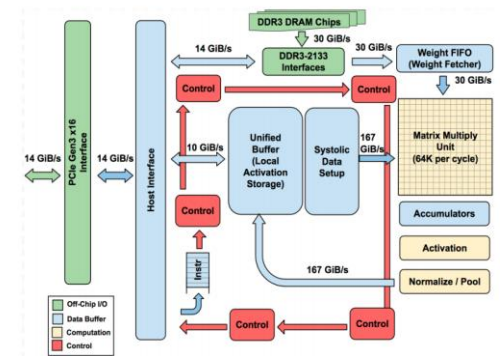 DDR3 DRAM Chips
30 GiB/s
14 GiB/s
DDR3-2133
Interfaces
30 GiB/s
Weight FIFO
(Weight Fetcher)
30 GiB/s
Control
Control
14 GiB/s
PCIe Gen3 x16
Interface
14 GiB/s
Host Interface
10 GiB/s
Unified
Buffer
(Local
Activation
Storage)
Systolic
Data
Setup
167
GiB/s
Matrix Multiply
Unit
(64K per cycle)
Control
Accumulators
Activation
Instr
167 GiB/s
Normalize / Pool
Control
Control
Control
Off-Chip I/O
Data Buffer
Computation
Control